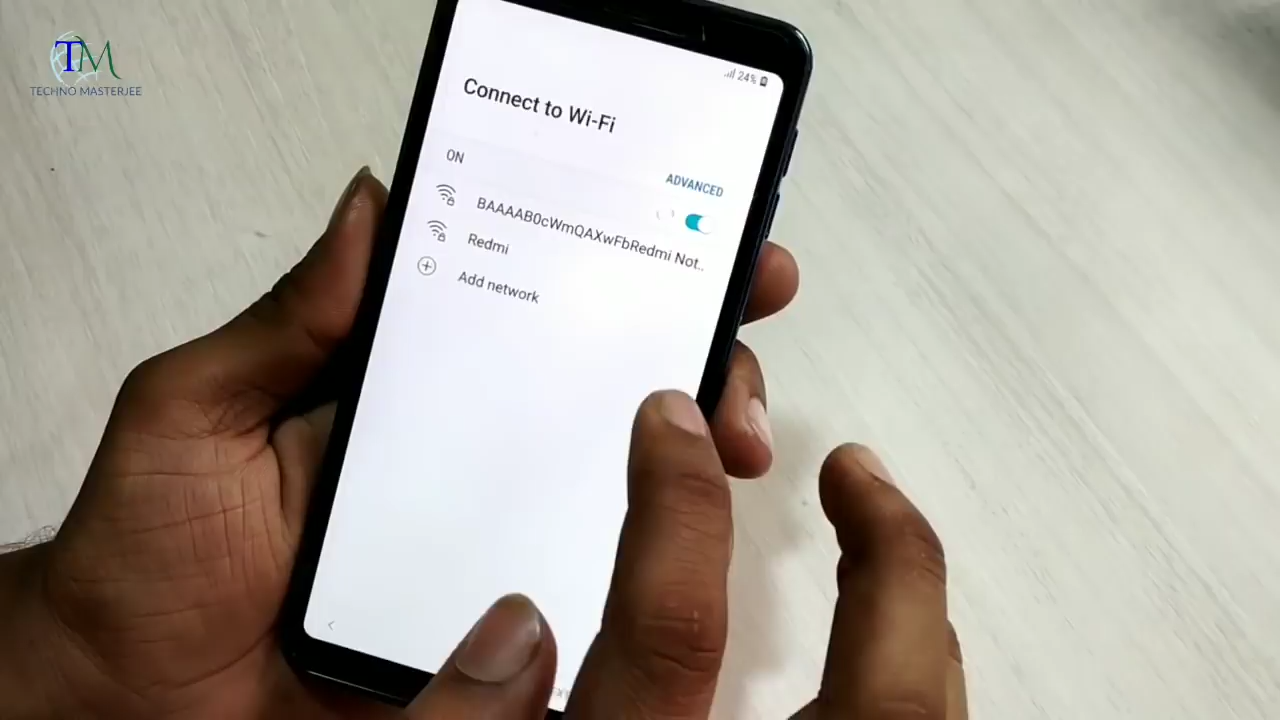 TM
TECHNO MASTERJEE
24%
Connect to Wi-Fi
ON
ADVANCED
BAAAAB0cWmQAXwFbRedmi Not..
Redmi
Add network